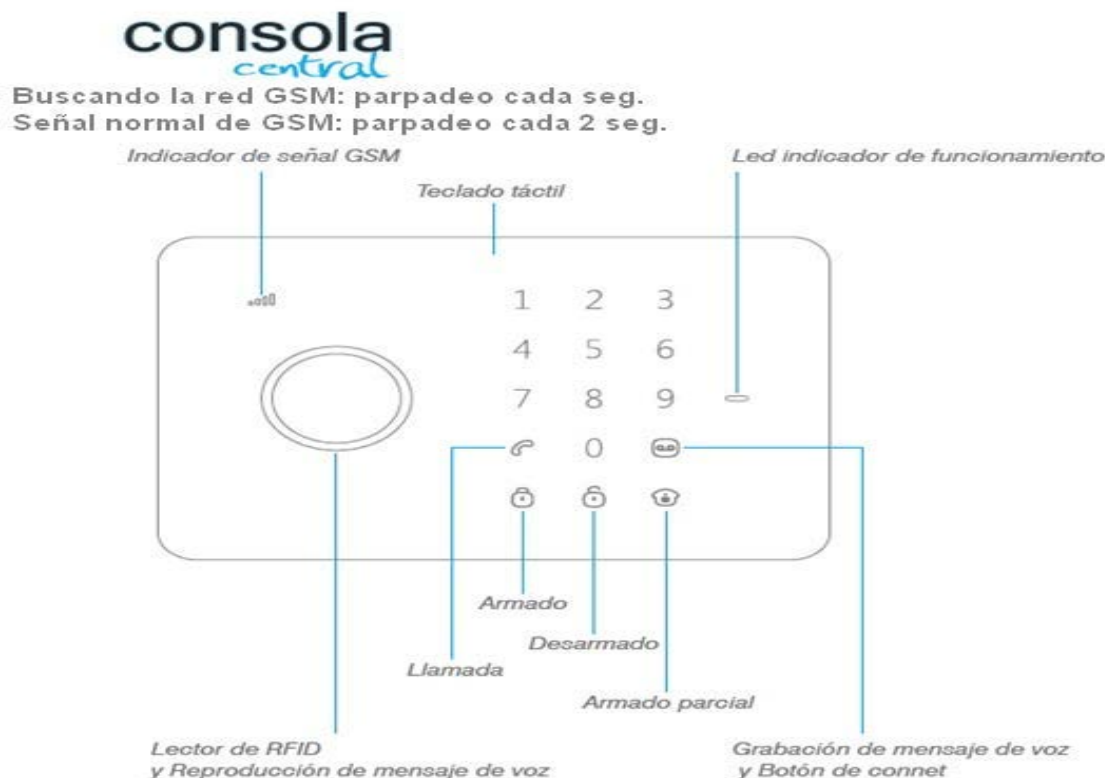 consola
central
Buscando la red GSM: parpadeo cada seg.
Señal normal de GSM: parpadeo cada 2 seg.
Indicador de señal GSM
Led indicador de funcionamiento
Teclado táctil
1 2 3
4 5 6
7 8 9
0
Armado
Desarmado
Llamada
Armado parcial
Lector de RFID
y Reproducción de mensaje de voz
Grabación de mensaje de voz
y Botón de connet